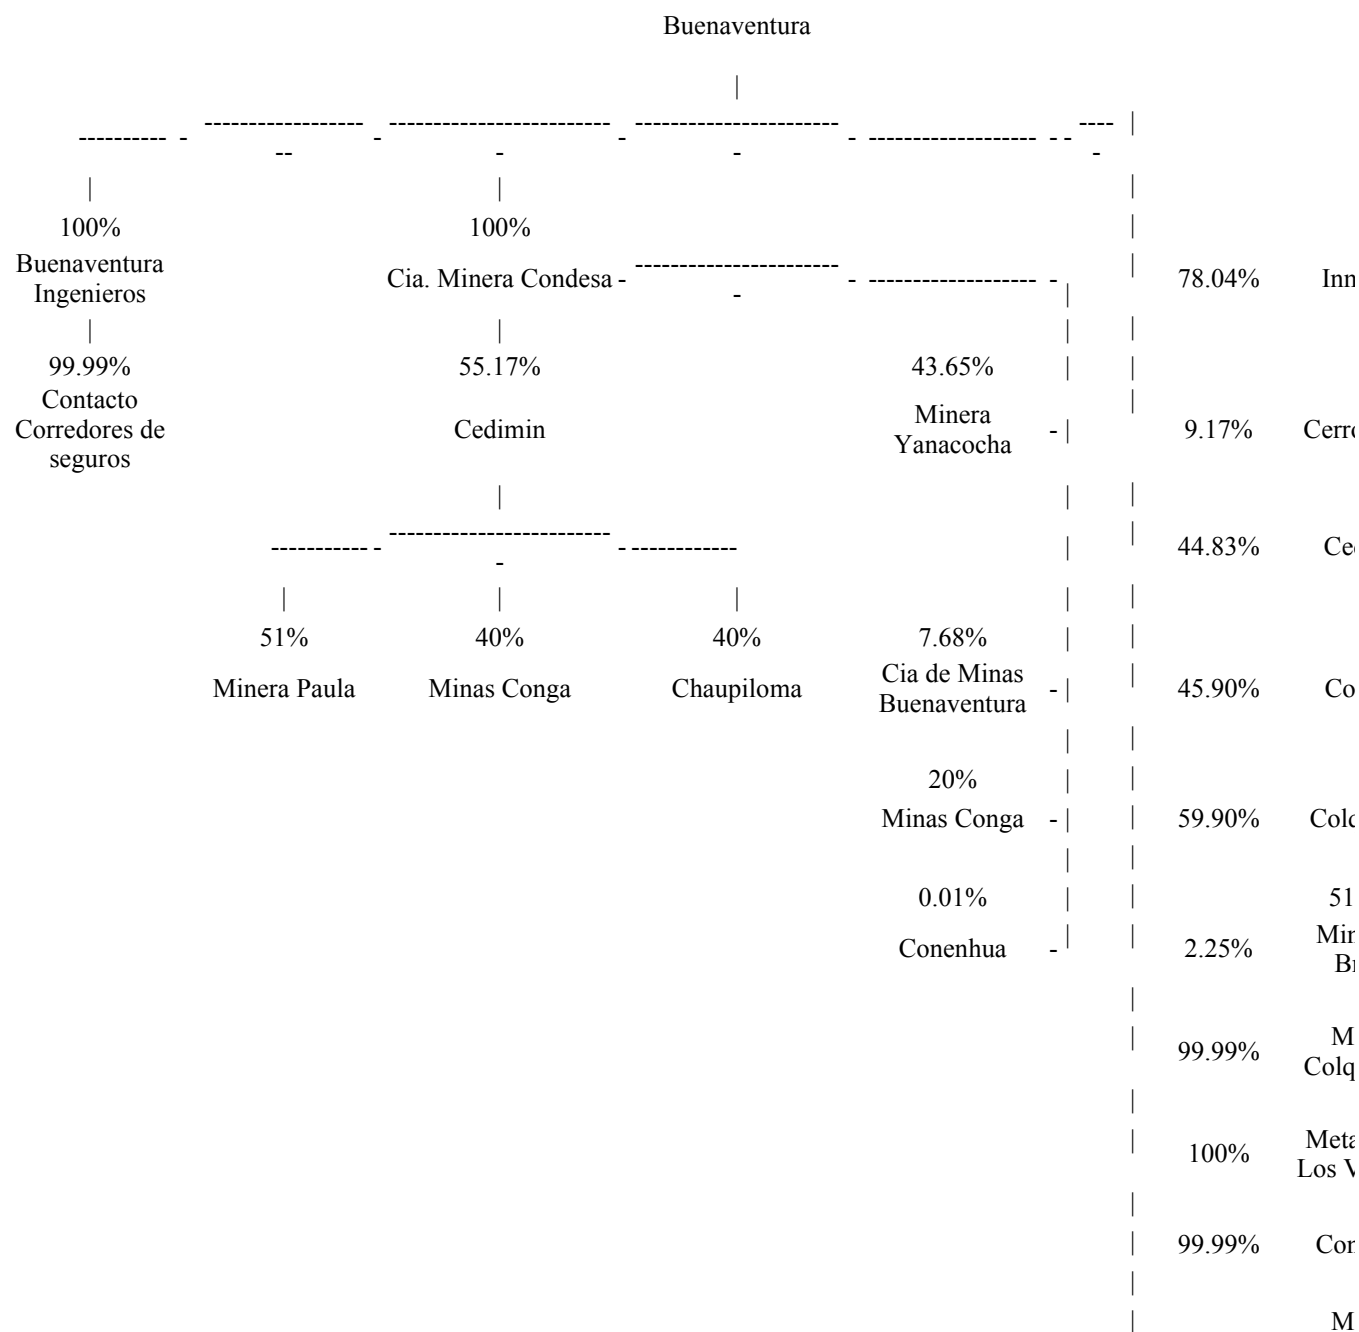 Buenaventura
100%
100%
Buenaventura
Ingenieros
Cia. Minera Condesa
78.04%
99.99%
55.17%
43.65%
Contacto
Corredores de
seguros
Cedimin
Minera
Yanacocha
9.17%
44.83%
51%
40%
40%
7.68%
Minera Paula
Minas Conga
Chaupiloma
Cia de Minas
Buenaventura
45.90%
20%
Minas Conga
59.90%
0.01%
Conenhua
2.25%
99.99%
100%
Los
99.99%